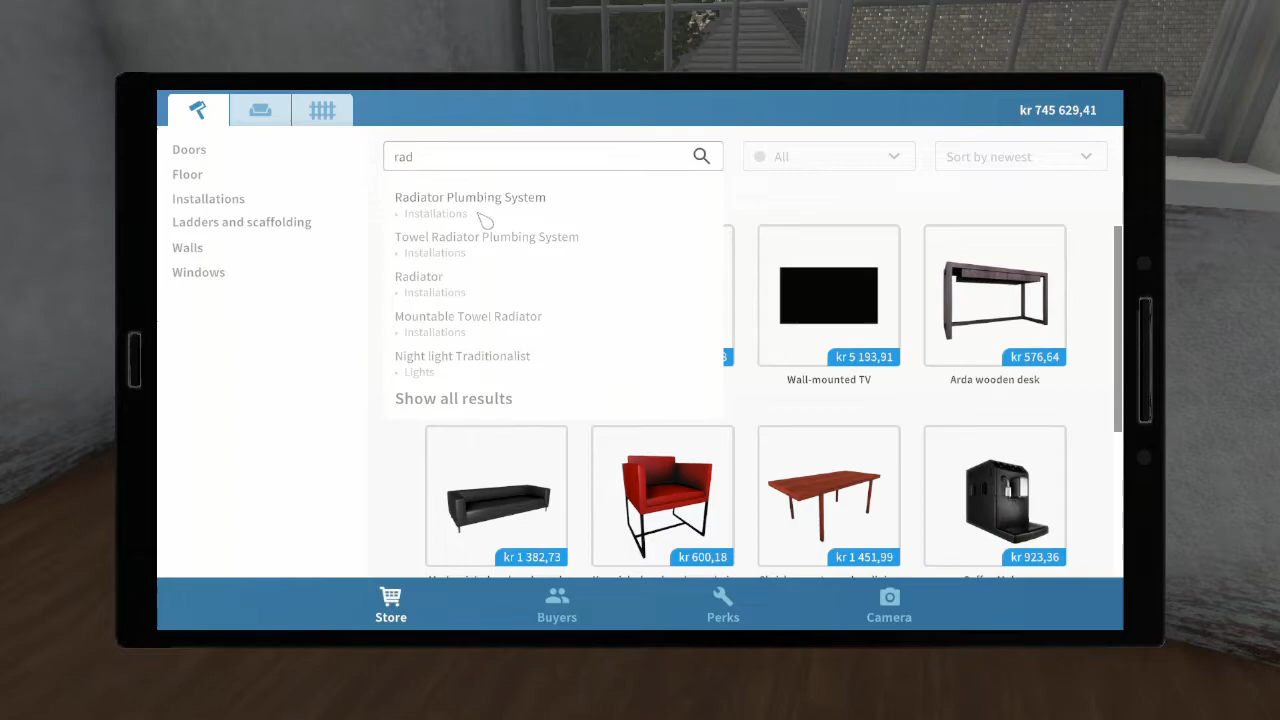 kr 745 629,41
Doors
Floor
Installations
Ladders and scaffolding
Walls
Windows
rad
All
Sort by newest
Radiator Plumbing System
• Installations
Towel Radiator Plumbing System
• Installations
Radiator
• Installations
Mountable Towel Radiator
• Installations
Night light Traditionalist
• Lights
Show all results
kr 5 193,91
Wall-mounted TV
kr 576,64
Arda wooden desk
kr 1 382,73
kr 600,18
kr 1 451,99
kr 923,36
Store
Buyers
Perks
Camera